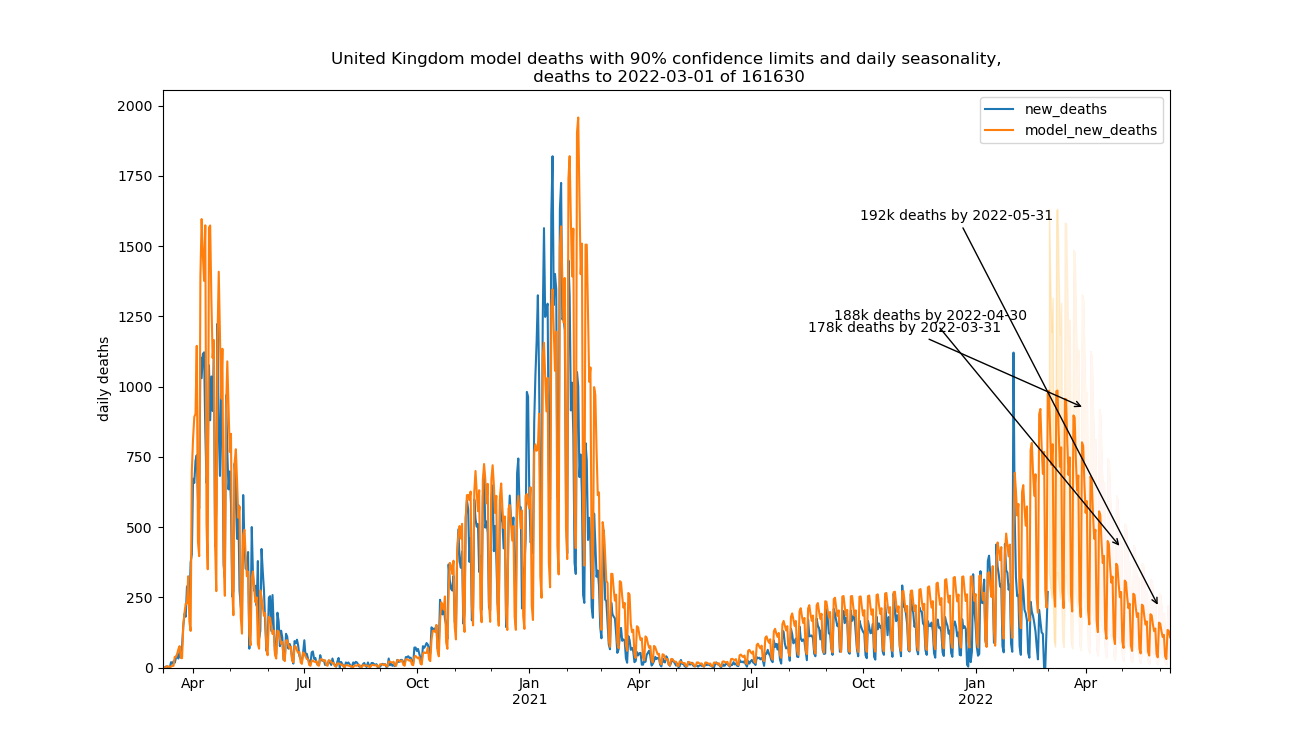 United Kingdom model deaths with 90% confidence limits and daily seasonality,
deaths to 2022-03-01 of 161630
new_deaths
model_new_deaths
192k deaths by 2022-05-31
188k deaths by 2022-04-30
178k deaths by 2022-03-31
daily deaths
2000
1750
1500
1250
1000
750
500
250
0
Apr
Jul
Oct
Jan
2021
Apr
Jul
Oct
Jan
2022
Apr